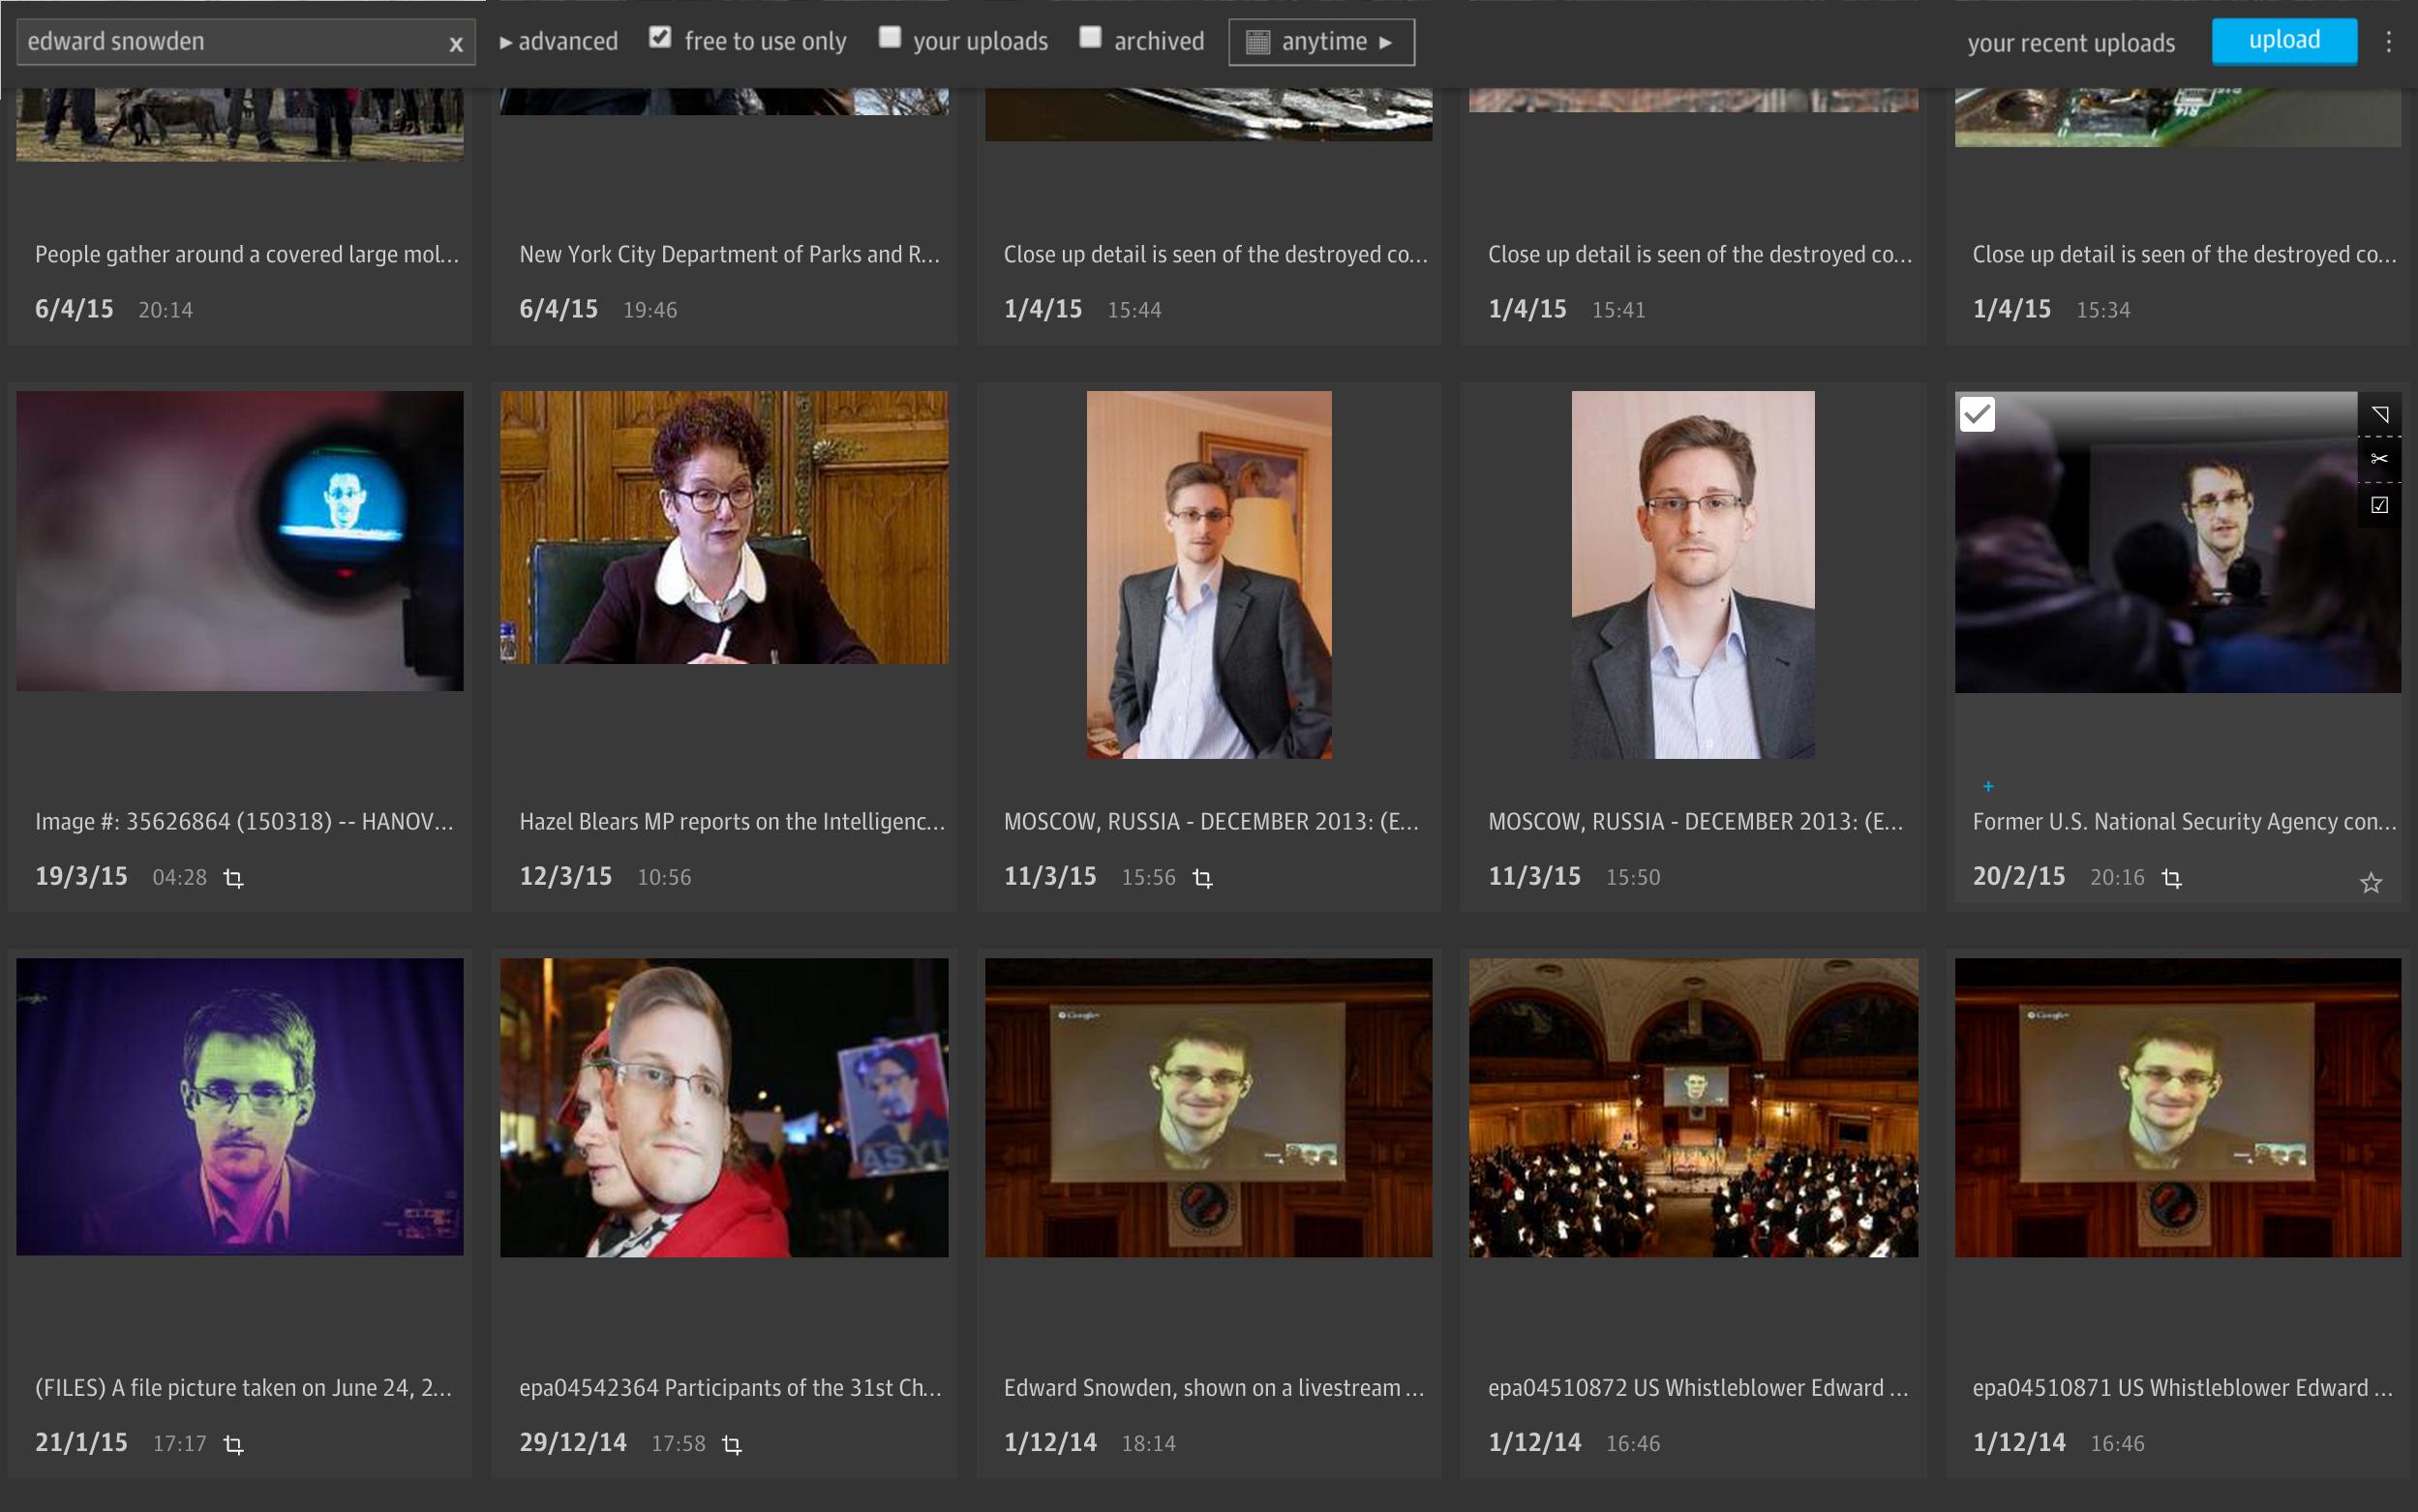 edward snowden x ▸ advanced free to use only your uploads archived anytime ▸ your recent uploads upload
People gather around a covered large mol...
6/4/15 20:14
New York City Department of Parks and R...
6/4/15 19:46
Close up detail is seen of the destroyed co...
1/4/15 15:44
Close up detail is seen of the destroyed co...
1/4/15 15:41
Close up detail is seen of the destroyed co...
1/4/15 15:34
Image #: 35626864 (150318) -- HANOV...
19/3/15 04:28
Hazel Blears MP reports on the Intelligenc...
12/3/15 10:56
MOSCOW, RUSSIA - DECEMBER 2013: (E...
11/3/15 15:56
MOSCOW, RUSSIA - DECEMBER 2013: (E...
11/3/15 15:50
+
Former U.S. National Security Agency con...
20/2/15 20:16
(FILES) A file picture taken on June 24, 2...
21/1/15 17:17
ASYL
epa04542364 Participants of the 31st Ch...
29/12/14 17:58
Google+
Edward Snowden, shown on a livestream ...
1/12/14 18:14
epa04510872 US Whistleblower Edward ...
1/12/14 16:46
Google+
epa04510871 US Whistleblower Edward ...
1/12/14 16:46